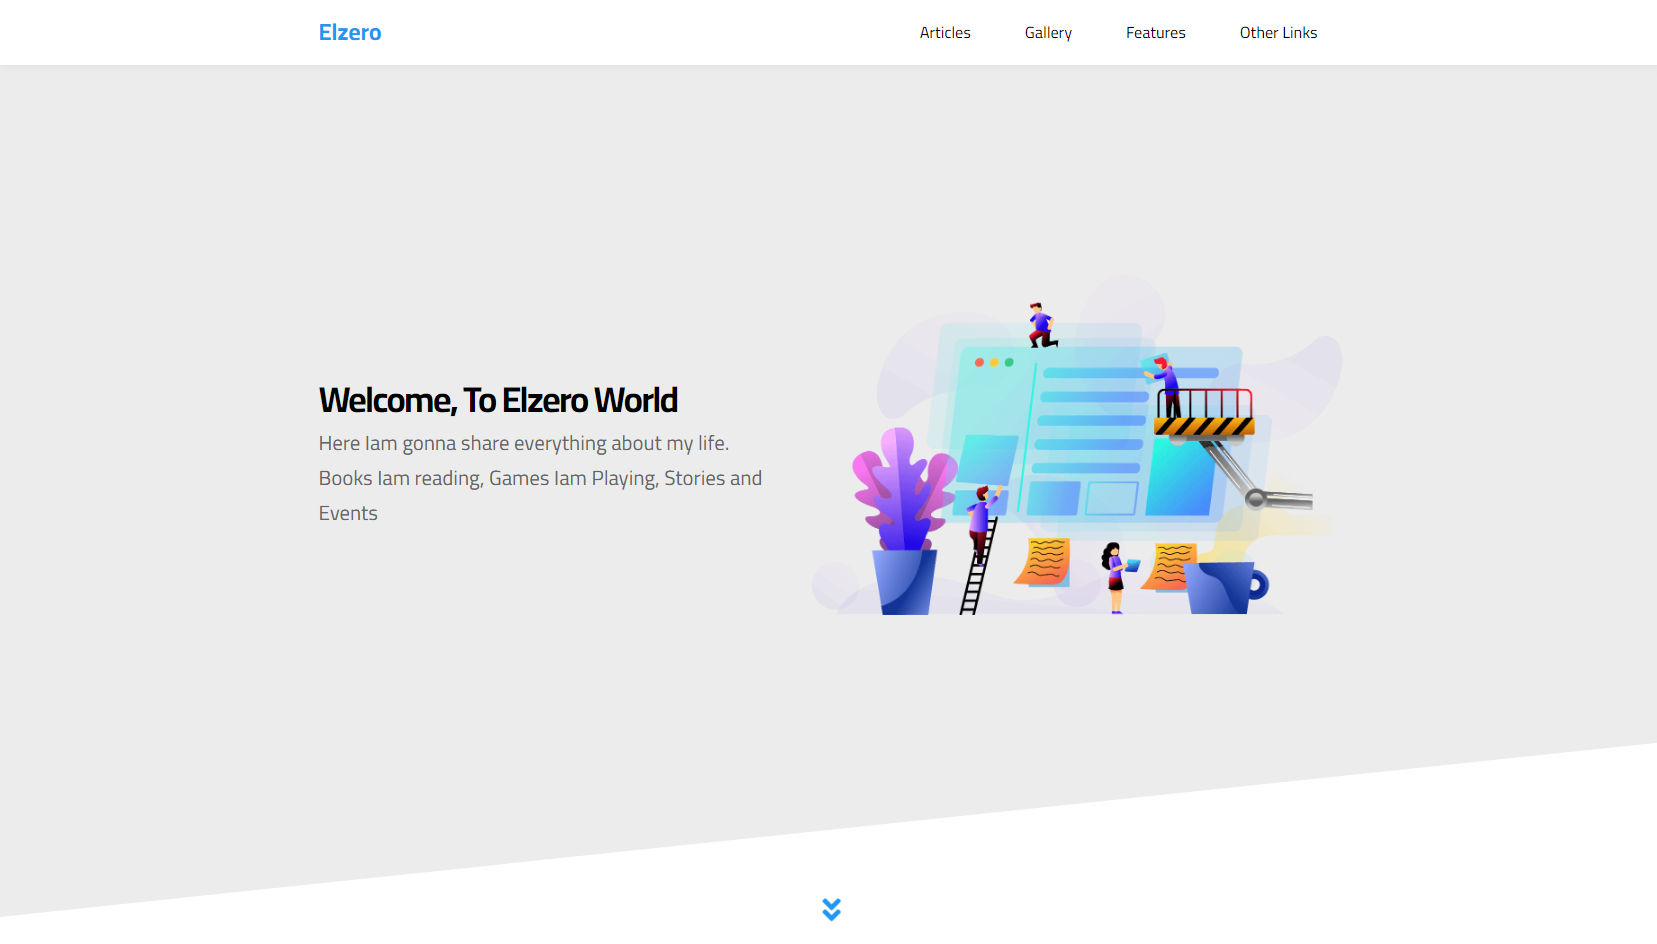 Elzero
Articles
Gallery
Features
Other Links
Welcome, To Elzero World
Here Iam gonna share everything about my life.
Books Iam reading, Games Iam Playing, Stories and
Events